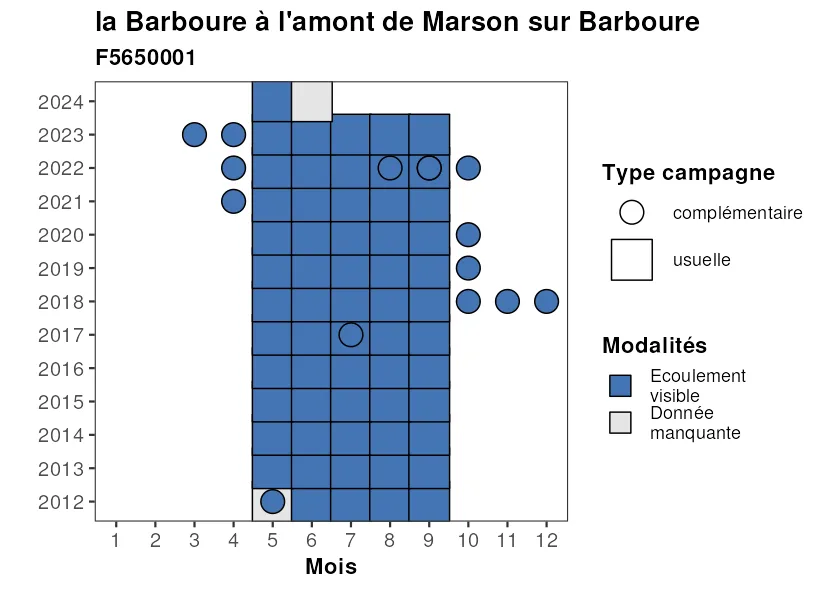 la Barboure à l'amont de Marson sur Barboure
F5650001
2024
2023
2022
2021
2020
2019
2018
2017
2016
2015
2014
2013
2012
1 2 3 4 5 6 7 8 9 10 11 12
Mois
Type campagne
complémentaire
usuelle
Modalités
Ecoulement
visible
Donnée
manquante